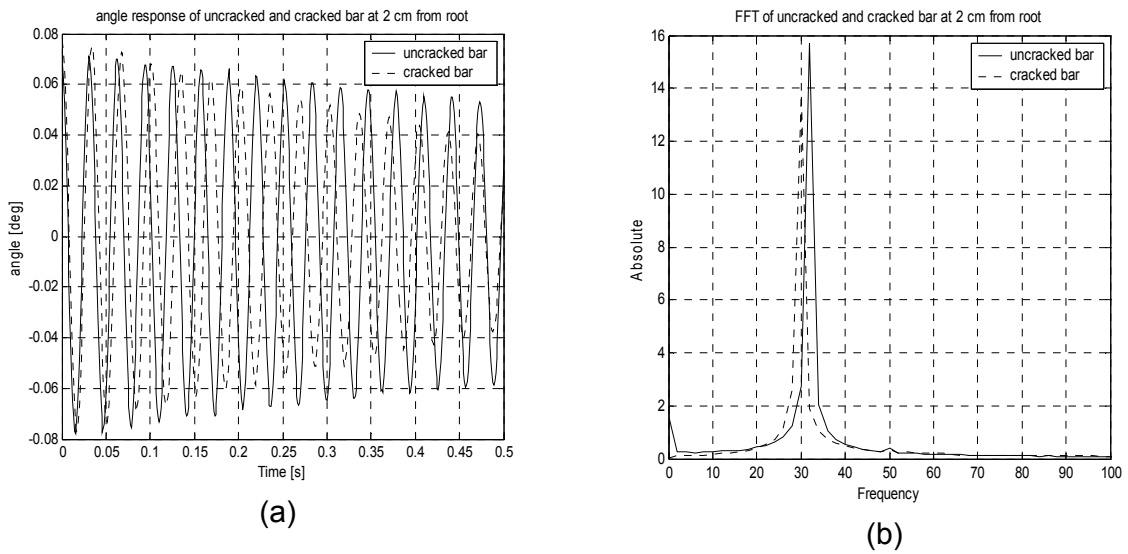 angle response of uncracked and cracked bar at 2 cm from root
uncracked bar
cracked bar
0.08
0.06
0.04
0.02
0
-0.02
-0.04
-0.06
-0.08
angle [deg]
0 0.05 0.1 0.15 0.2 0.25 0.3 0.35 0.4 0.45 0.5
Time [s]
(a)
FFT of uncracked and cracked bar at 2 cm from root
uncracked bar
cracked bar
16
14
12
10
8
6
4
2
0
Absolute
0 10 20 30 40 50 60 70 80 90 100
Frequency
(b)